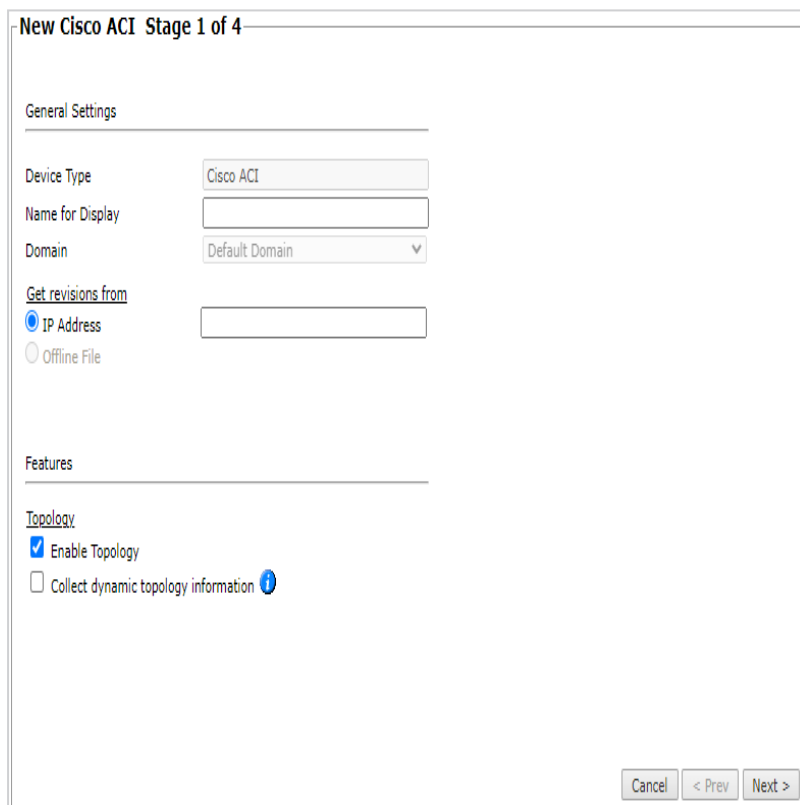 New Cisco ACI Stage 1 of 4
General Settings
Device Type Cisco ACI
Name for Display
Domain Default Domain
Get revisions from
IP Address
Offline File
Features
Topology
Enable Topology
Collect dynamic topology information i
Cancel < Prev Next >